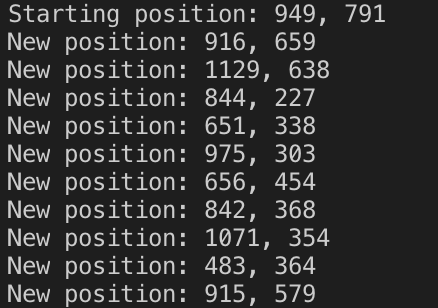 Starting position: 949, 791
New position: 916, 659
New position: 1129, 638
New position: 844, 227
New position: 651, 338
New position: 975, 303
New position: 656, 454
New position: 842, 368
New position: 1071, 354
New position: 483, 364
New position: 915, 579